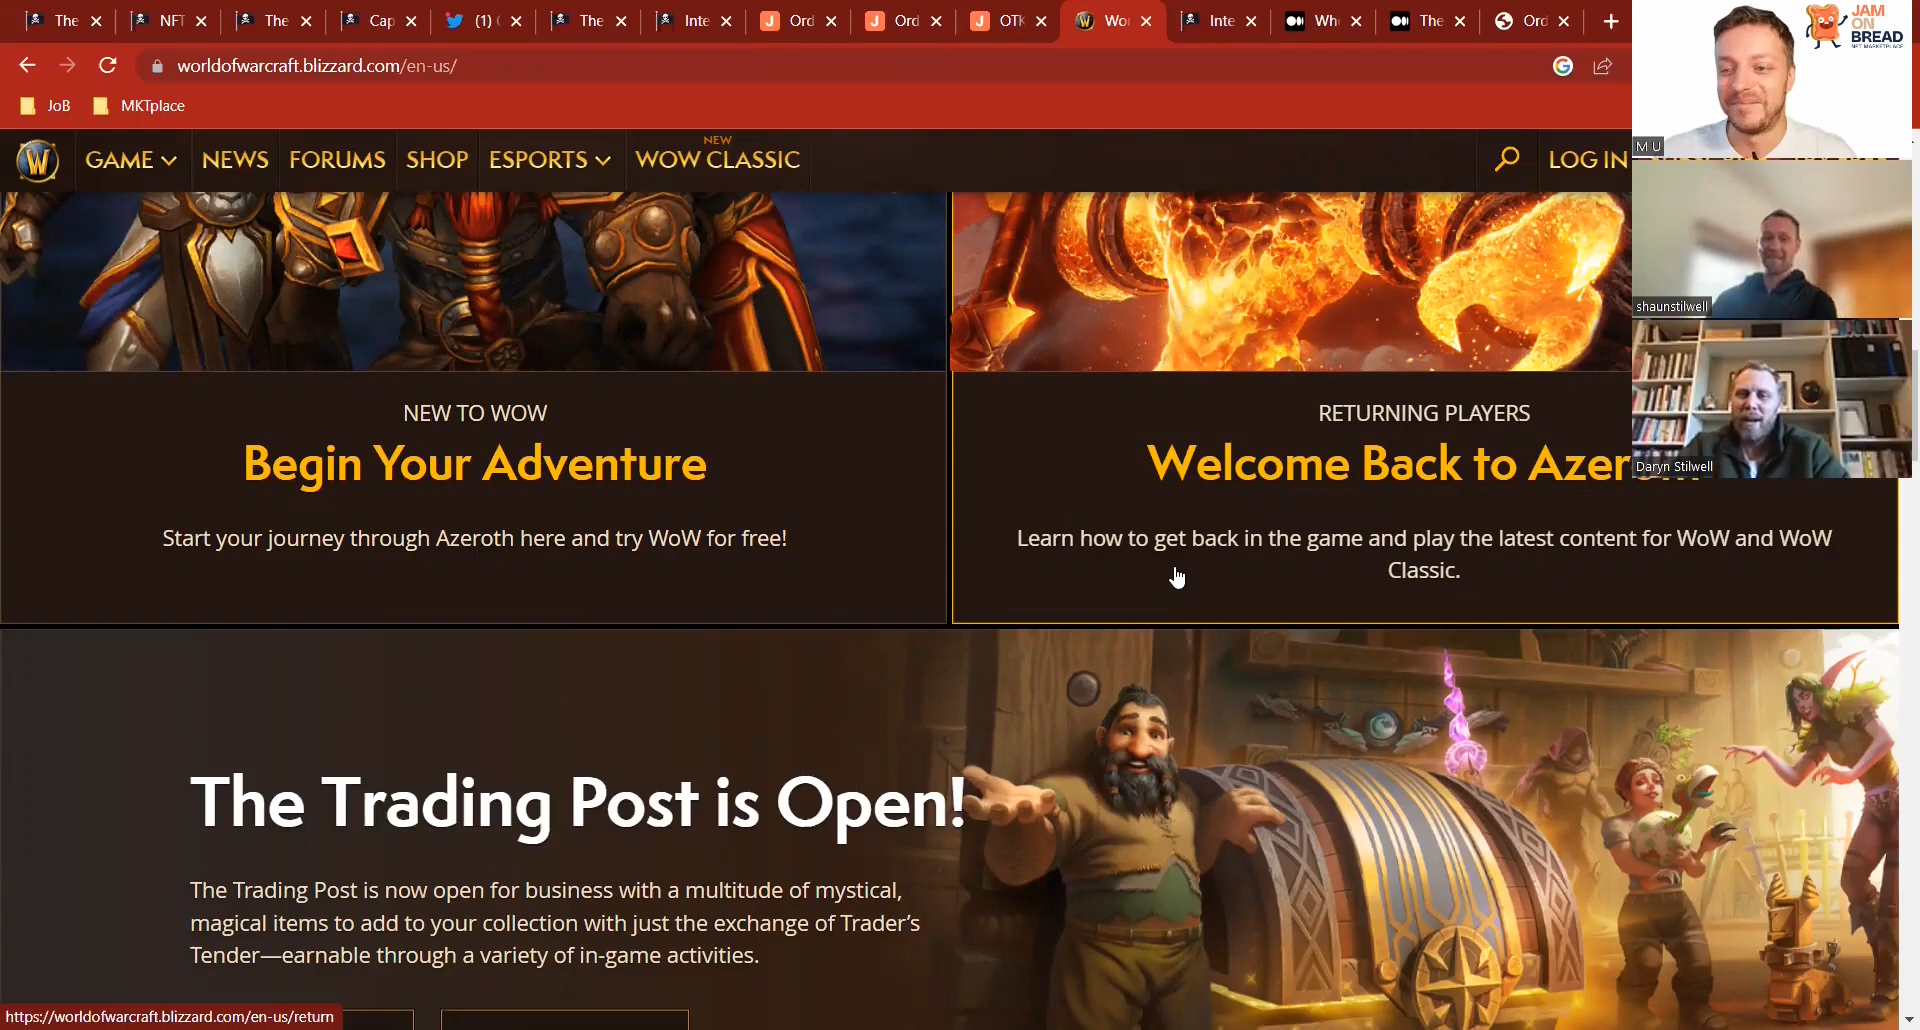 The
NFT
The
Cap
(1) (
The
Inte
Ord
Ord
OTK
Wo
Inte
Wh
The
Ord
JAM
ON
BREAD
NFT MARKETPLACE
worldofwarcraft.blizzard.com/en-us/
JoB
MKTplace
M U
GAME
NEWS
FORUMS
SHOP
ESPORTS
NEW
WOW CLASSIC
LOG IN
shaunstilwell
NEW TO WOW
Begin Your Adventure
Start your journey through Azeroth here and try WoW for free!
RETURNING PLAYERS
Welcome Back to Azer
Daryn Stilwell
Learn how to get back in the game and play the latest content for WoW and WoW
Classic.
The Trading Post is Open!
The Trading Post is now open for business with a multitude of mystical,
magical items to add to your collection with just the exchange of Trader’s
Tender—earnable through a variety of in-game activities.
https://worldofwarcraft.blizzard.com/en-us/return